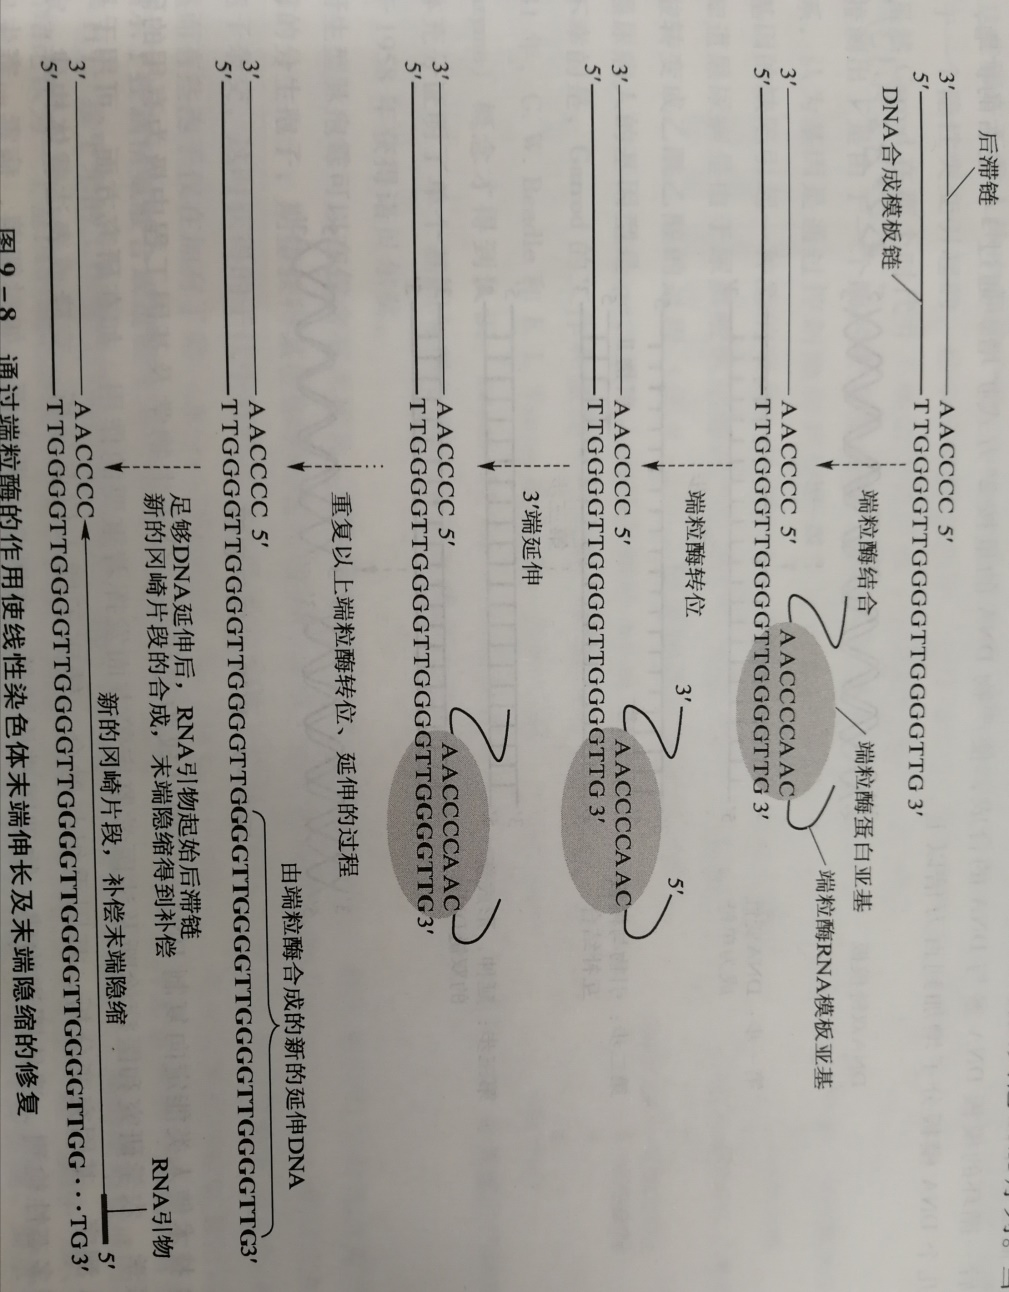 后滞链
3′ AACCCC 5′
5′ TTGGGGTTGGGGTTGGGGTTG 3′
DNA合成模板链
端粒酶结合
端粒酶蛋白亚基
端粒酶RNA模板亚基
3′ AACCCC 5′
AACCCCAAC
5′ TTGGGGTTGGGGTTGGGGTTG 3′
端粒酶转位
3′ 5′
3′ AACCCC 5′
AACCCCAAC
5′ TTGGGGTTGGGGTTGGGGTTG 3′
3′端延伸
3′ AACCCC 5′
AACCCCAAC
5′ TTGGGGTTGGGGTTGGGGTTGGGGTTG3′
重复以上端粒酶转位、延伸的过程
由端粒酶合成的新的延伸DNA
3′ AACCCC 5′
5′ TTGGGGTTGGGGTTGGGGTTGGGGTTGGGGTTGGGGTTGGGGTTG3′
足够DNA延伸后，RNA引物起始后滞链
新的冈崎片段的合成，末端隐缩得到补偿
RNA引物
新的冈崎片段，补偿末端隐缩
3′ AACCCC 5′
5′ TTGGGGTTGGGGTTGGGGTTGGGGTTGGGGTTGGGGTTGG···TG3′
图9-8 通过端粒酶的作用使线性染色体末端伸长及末端隐缩的修复